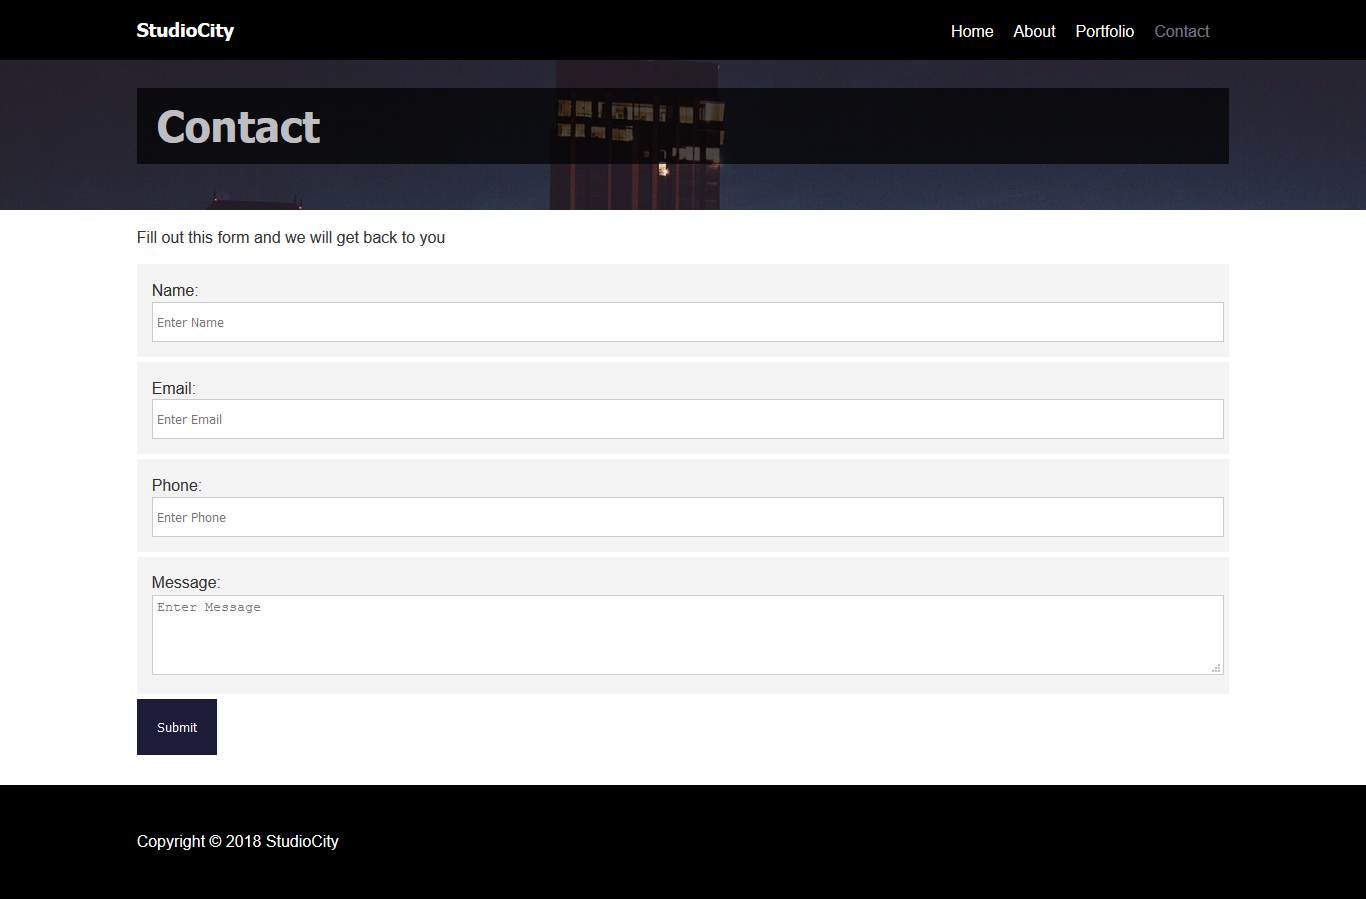 StudioCity
Home About Portfolio Contact
Contact
Fill out this form and we will get back to you
Name:
Enter Name
Email:
Enter Email
Phone:
Enter Phone
Message:
Enter Message
Submit
Copyright © 2018 StudioCity